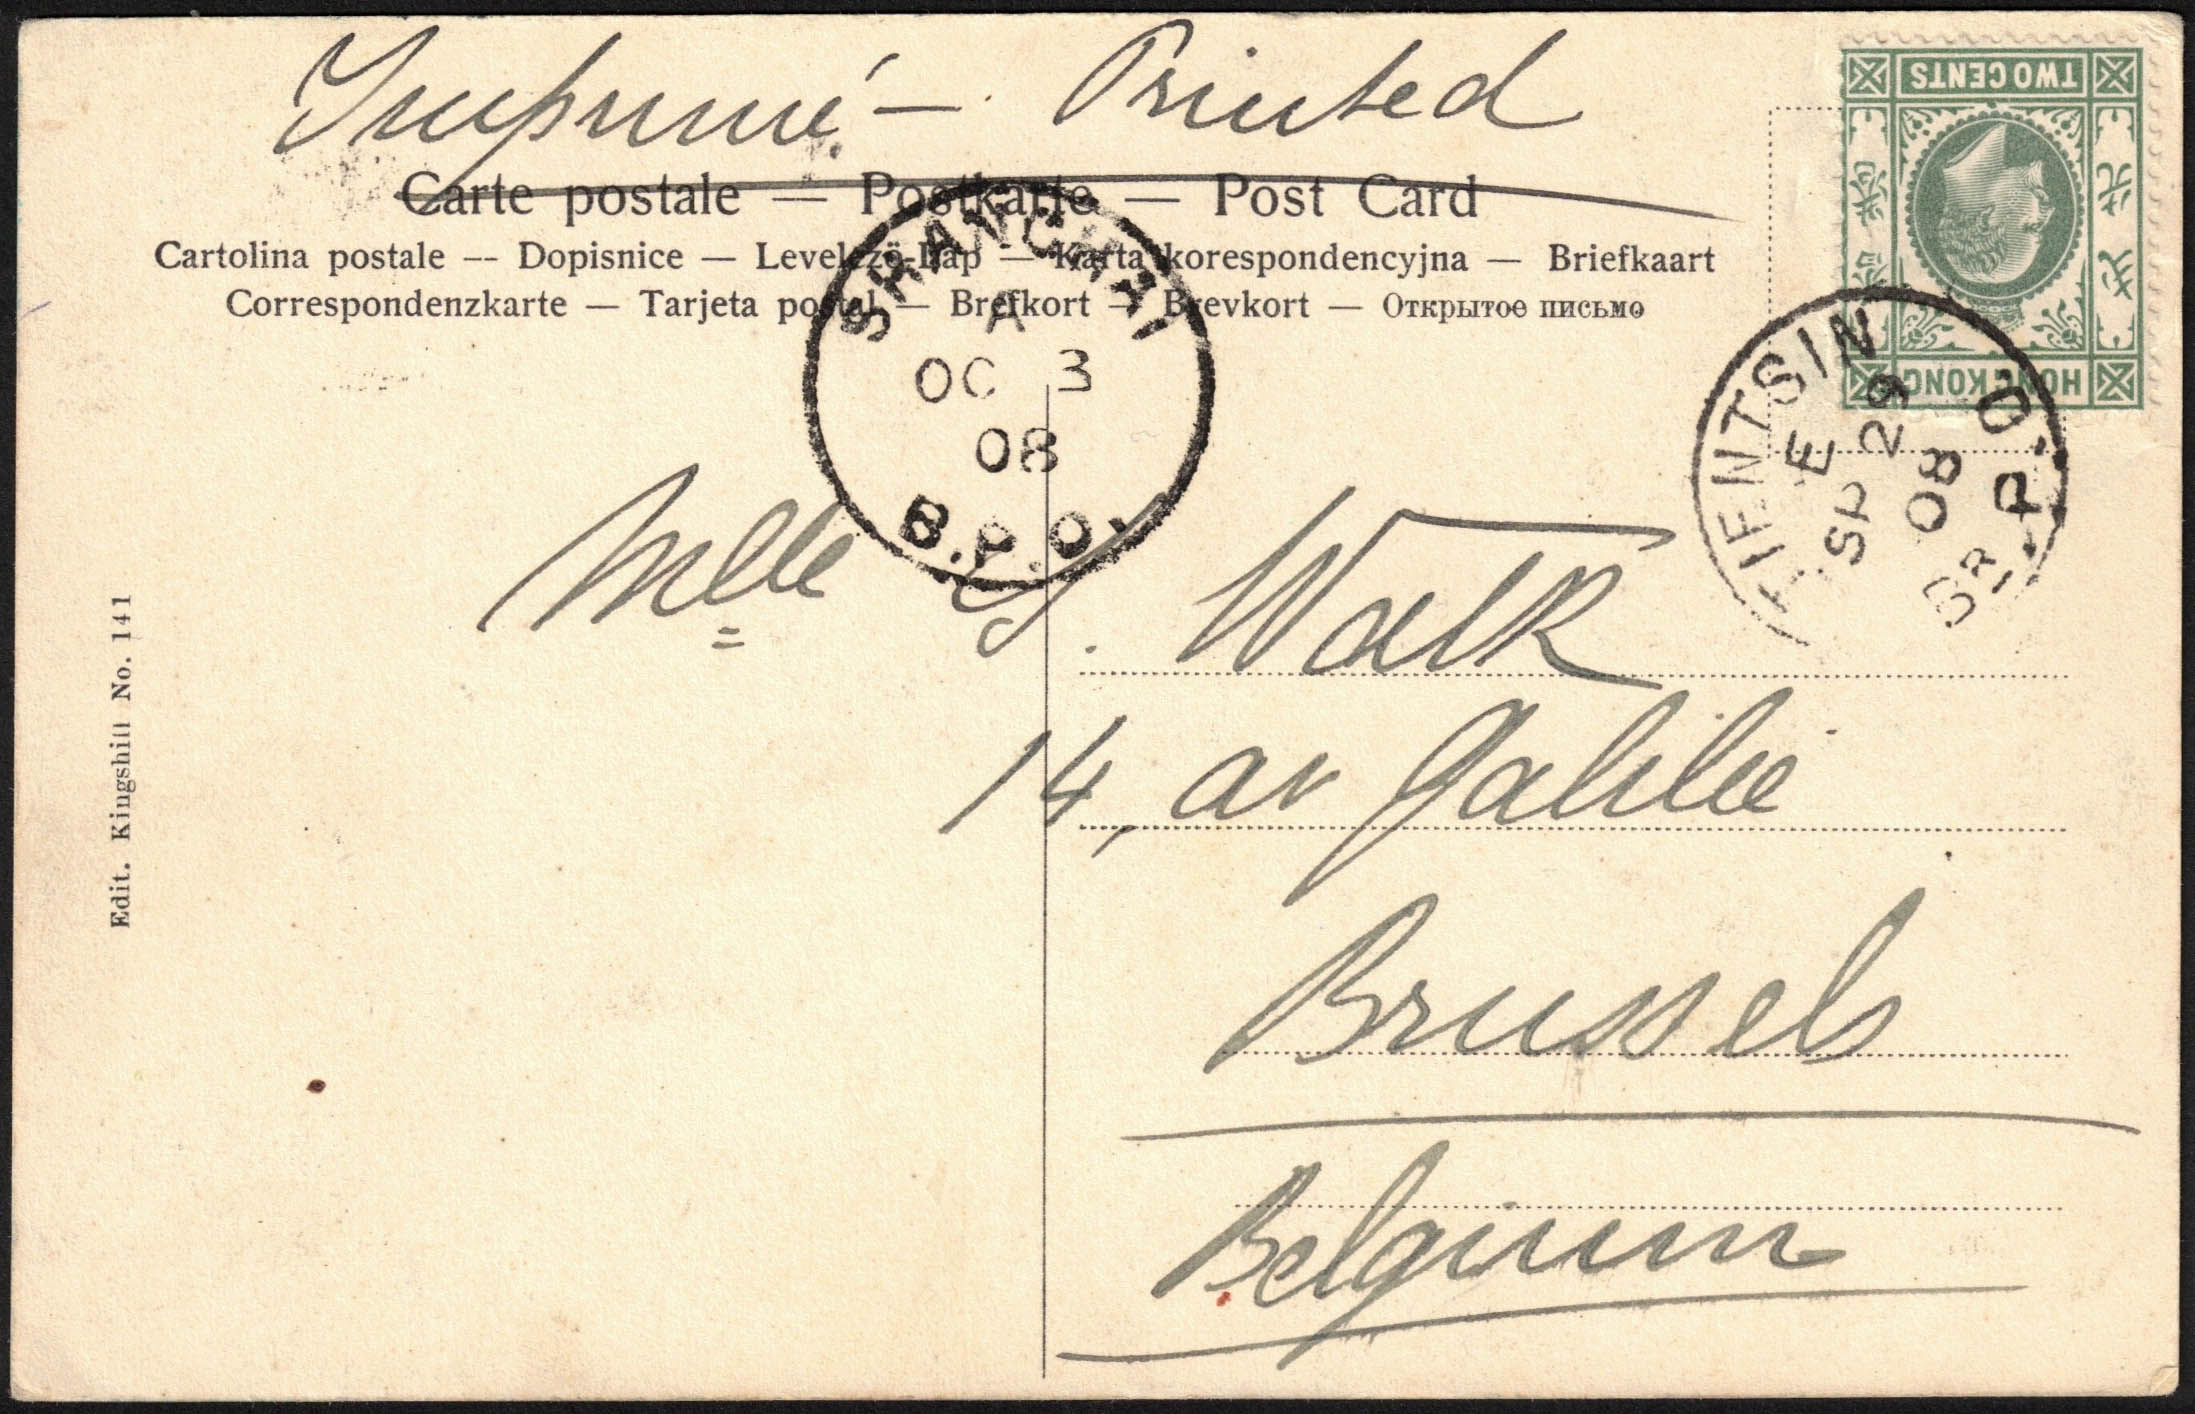 Imprimé — Printed
Carte postale — Postkarte — Post Card
Cartolina postale -- Dopisnice — Levelező-Lap — Karta korespondencyjna — Briefkaart
Correspondenzkarte — Tarjeta postal — Brefkort — Brevkort — Открытое письмо
TWO CENTS
HONG KONG
SHANGHAI
A
OC 3
08
B.P.O.
TIENTSIN
E
SP 29
08
BR. P.O.
Mlle Y. Walk
14, av Galilée
Brussels
Belgium
Edit. Kingshill No. 141